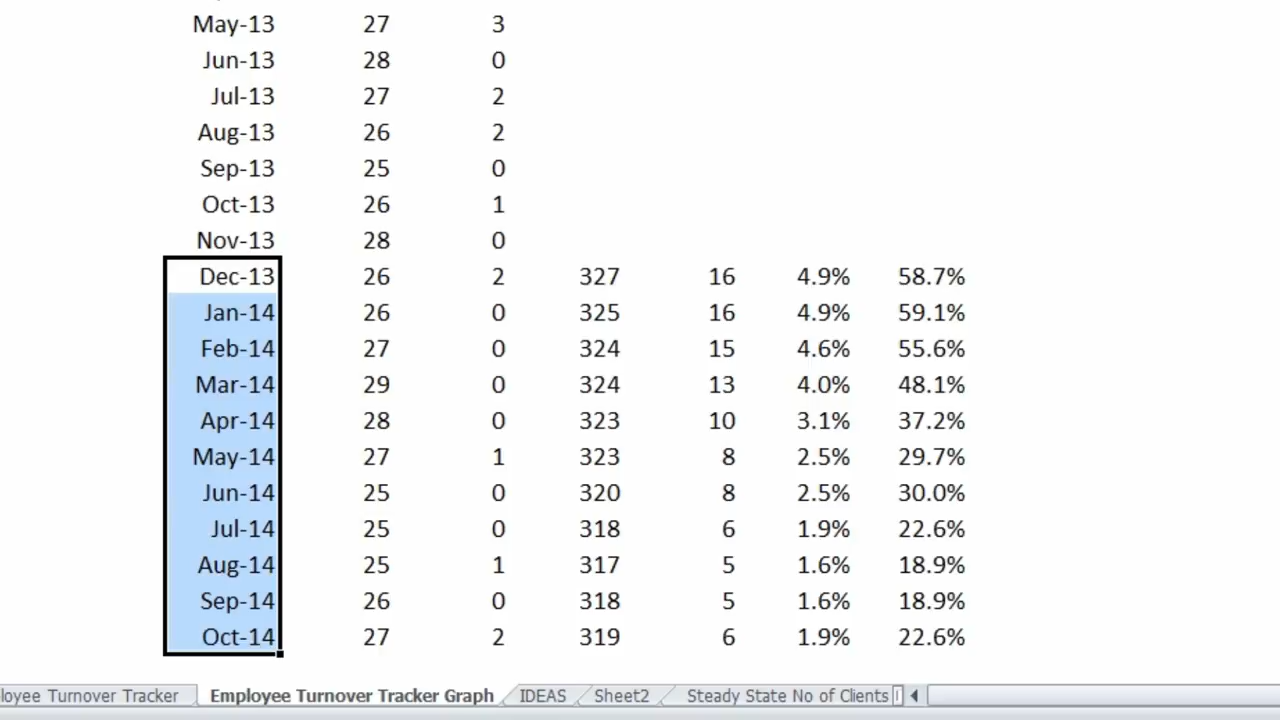 May-13 27 3
Jun-13 28 0
Jul-13 27 2
Aug-13 26 2
Sep-13 25 0
Oct-13 26 1
Nov-13 28 0
Dec-13 26 2 327 16 4.9% 58.7%
Jan-14 26 0 325 16 4.9% 59.1%
Feb-14 27 0 324 15 4.6% 55.6%
Mar-14 29 0 324 13 4.0% 48.1%
Apr-14 28 0 323 10 3.1% 37.2%
May-14 27 1 323 8 2.5% 29.7%
Jun-14 25 0 320 8 2.5% 30.0%
Jul-14 25 0 318 6 1.9% 22.6%
Aug-14 25 1 317 5 1.6% 18.9%
Sep-14 26 0 318 5 1.6% 18.9%
Oct-14 27 2 319 6 1.9% 22.6%
loyee Turnover Tracker Employee Turnover Tracker Graph IDEAS Sheet2 Steady State No of Clients